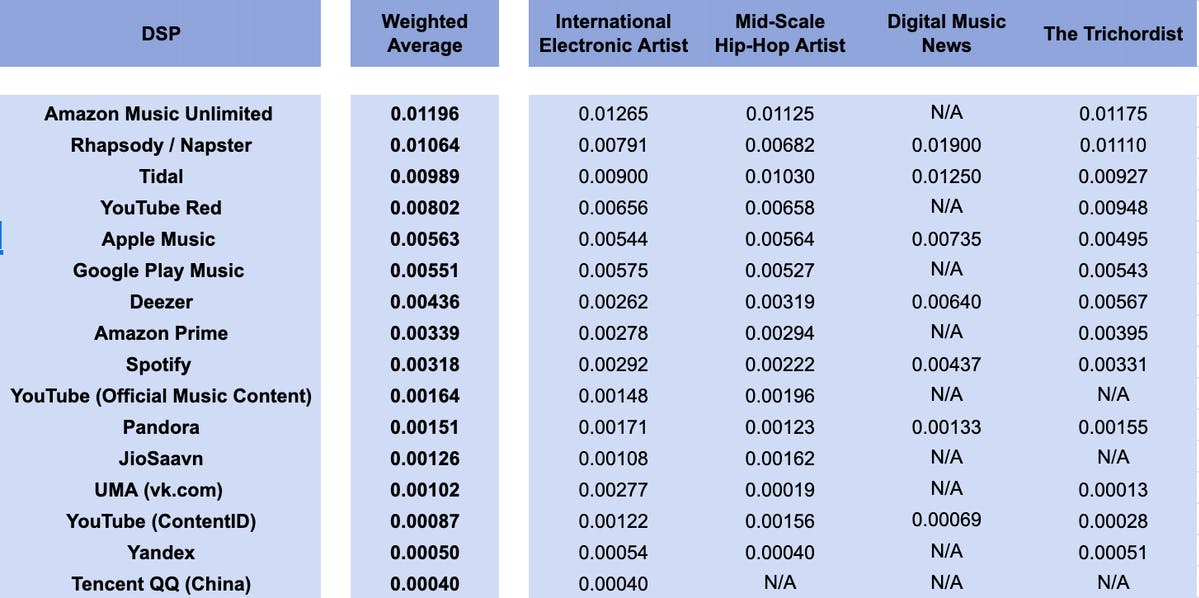 DSP Weighted Average International Electronic Artist Mid-Scale Hip-Hop Artist Digital Music News The Trichordist
Amazon Music Unlimited 0.01196 0.01265 0.01125 N/A 0.01175
Rhapsody / Napster 0.01064 0.00791 0.00682 0.01900 0.01110
Tidal 0.00989 0.00900 0.01030 0.01250 0.00927
YouTube Red 0.00802 0.00656 0.00658 N/A 0.00948
Apple Music 0.00563 0.00544 0.00564 0.00735 0.00495
Google Play Music 0.00551 0.00575 0.00527 N/A 0.00543
Deezer 0.00436 0.00262 0.00319 0.00640 0.00567
Amazon Prime 0.00339 0.00278 0.00294 N/A 0.00395
Spotify 0.00318 0.00292 0.00222 0.00437 0.00331
YouTube (Official Music Content) 0.00164 0.00148 0.00196 N/A N/A
Pandora 0.00151 0.00171 0.00123 0.00133 0.00155
JioSaavn 0.00126 0.00108 0.00162 N/A N/A
UMA (vk.com) 0.00102 0.00277 0.00019 N/A 0.00013
YouTube (ContentID) 0.00087 0.00122 0.00156 0.00069 0.00028
Yandex 0.00050 0.00054 0.00040 N/A 0.00051
Tencent QQ (China) 0.00040 0.00040 N/A N/A N/A